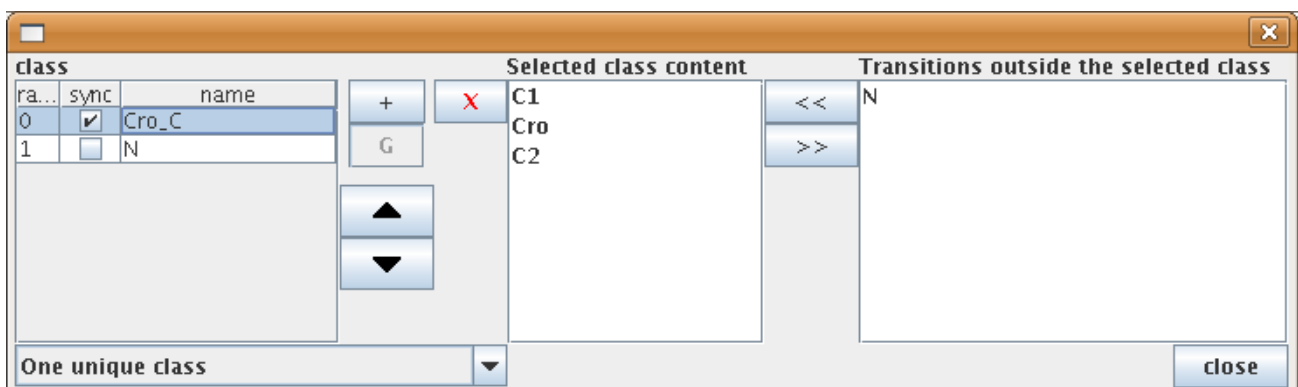 class
Selected class content
Transitions outside the selected class
ra... sync name
0 Cro_C
1 N
+
X
G
C1
Cro
C2
<<
>>
N
One unique class
close